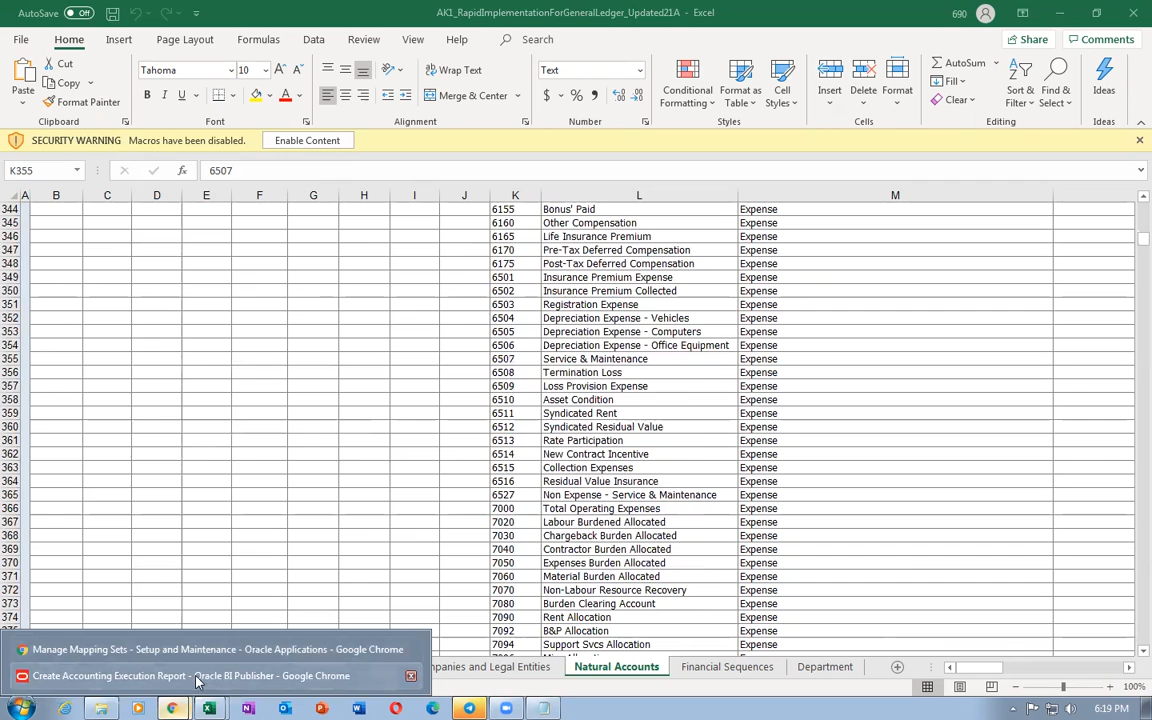 AutoSave Off AK1_RapidImplementationForGeneralLedger_Updated21A - Excel 690
File Home Insert Page Layout Formulas Data Review View Help Search Share Comments
Paste Cut Copy Format Painter Tahoma 10 B I U Wrap Text Merge & Center Text $ % Conditional Formatting Format as Table Cell Styles Insert Delete Format AutoSum Fill Clear Sort & Filter Find & Select Ideas
Clipboard Font Alignment Number Styles Cells Editing Ideas
SECURITY WARNING Macros have been disabled. Enable Content
K355 fx 6507
A B C D E F G H I J K L M
344 6155 Bonus' Paid Expense
345 6160 Other Compensation Expense
346 6165 Life Insurance Premium Expense
347 6170 Pre-Tax Deferred Compensation Expense
348 6175 Post-Tax Deferred Compensation Expense
349 6501 Insurance Premium Expense Expense
350 6502 Insurance Premium Collected Expense
351 6503 Registration Expense Expense
352 6504 Depreciation Expense - Vehicles Expense
353 6505 Depreciation Expense - Computers Expense
354 6506 Depreciation Expense - Office Equipment Expense
355 6507 Service & Maintenance Expense
356 6508 Termination Loss Expense
357 6509 Loss Provision Expense Expense
358 6510 Asset Condition Expense
359 6511 Syndicated Rent Expense
360 6512 Syndicated Residual Value Expense
361 6513 Rate Participation Expense
362 6514 New Contract Incentive Expense
363 6515 Collection Expenses Expense
364 6516 Residual Value Insurance Expense
365 6527 Non Expense - Service & Maintenance Expense
366 7000 Total Operating Expenses Expense
367 7020 Labour Burdened Allocated Expense
368 7030 Chargeback Burden Allocated Expense
369 7040 Contractor Burden Allocated Expense
370 7050 Expenses Burden Allocated Expense
371 7060 Material Burden Allocated Expense
372 7070 Non-Labour Resource Recovery Expense
373 7080 Burden Clearing Account Expense
374 7090 Rent Allocation Expense
7092 B&P Allocation Expense
7094 Support Svcs Allocation Expense
Manage Mapping Sets - Setup and Maintenance - Oracle Applications - Google Chrome
Create Accounting Execution Report - Oracle BI Publisher - Google Chrome
and Legal Entities Natural Accounts Financial Sequences Department
100%
6:19 PM